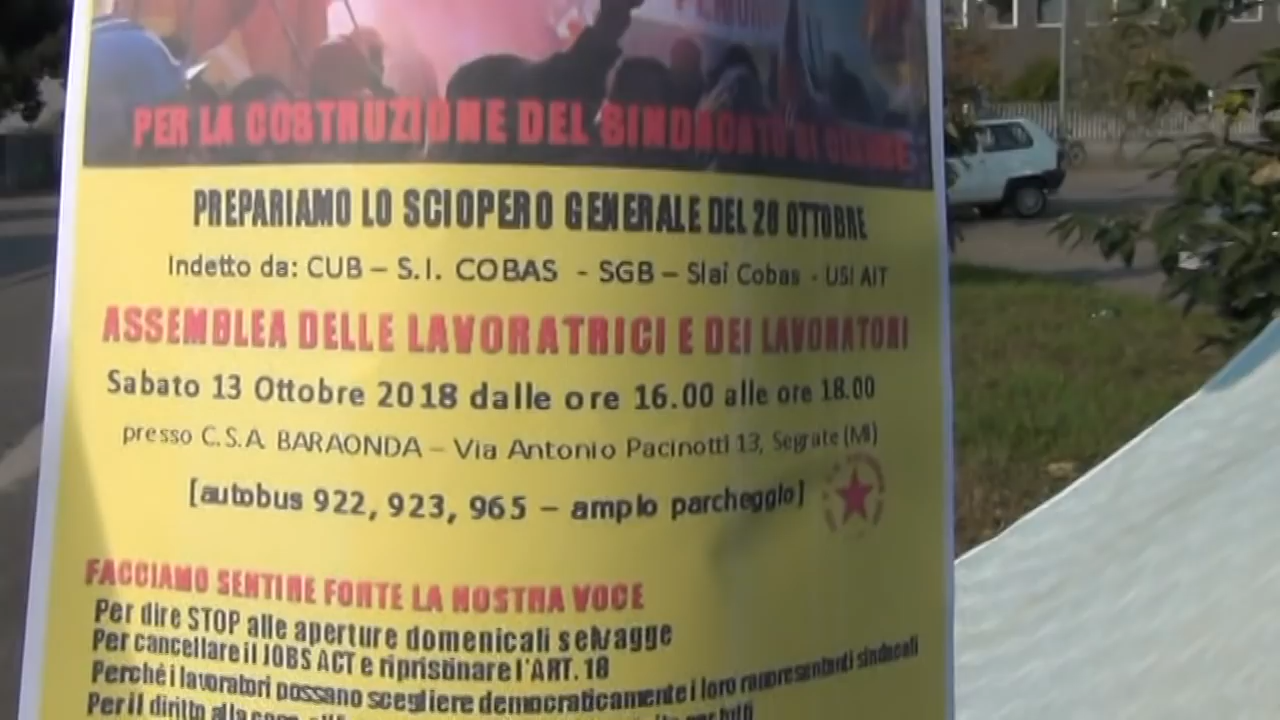 PER LA COSTRUZIONE DEL SINDACATO DI CLASSE
PREPARIAMO LO SCIOPERO GENERALE DEL 26 OTTOBRE
Indetto da: CUB – S.I. COBAS - SGB – Slai Cobas - USI AIT
ASSEMBLEA DELLE LAVORATRICI E DEI LAVORATORI
Sabato 13 Ottobre 2018 dalle ore 16.00 alle ore 18.00
presso C.S.A. BARAONDA – Via Antonio Pacinotti 13, Segrate (MI)
[autobus 922, 923, 965 – ampio parcheggio]
FACCIAMO SENTIRE FORTE LA NOSTRA VOCE
Per dire STOP alle aperture domenicali selvagge
Per cancellare il JOBS ACT e ripristinare l'ART. 18
Perché i lavoratori possano scegliere democraticamente i loro rappresentanti sindacali
Per il diritto alla